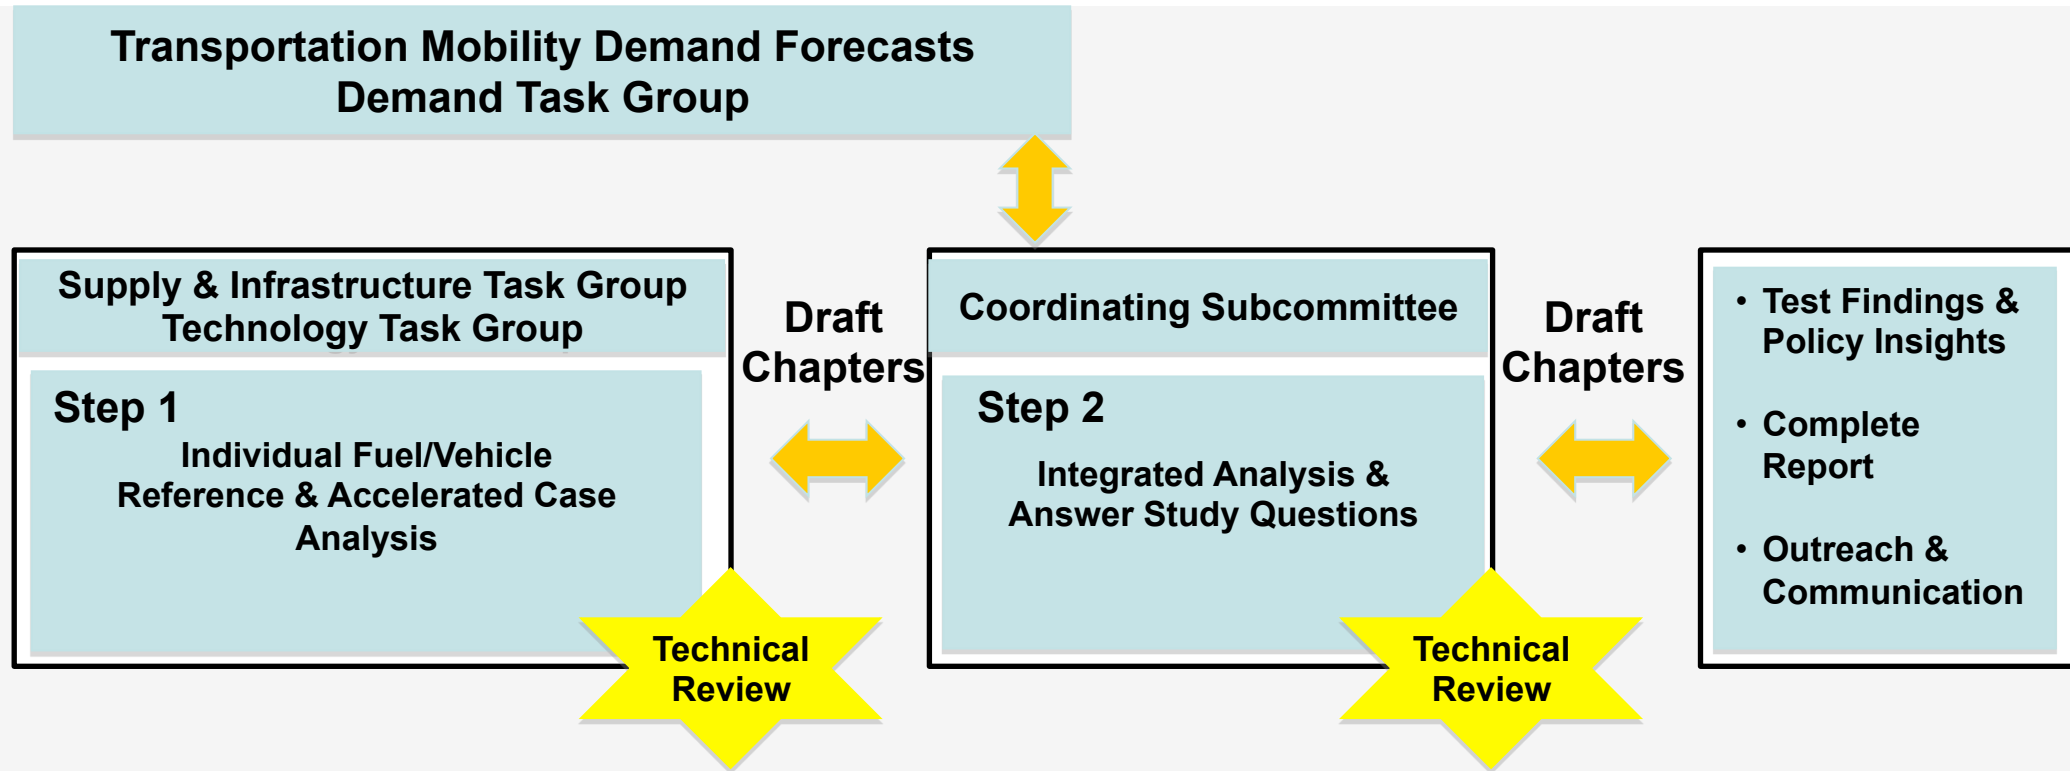 Transportation Mobility Demand Forecasts
Demand Task Group
Supply & Infrastructure Task Group
Technology Task Group
Step 1
Individual Fuel/Vehicle
Reference & Accelerated Case
Analysis
Technical
Review
Draft
Chapters
Coordinating Subcommittee
Step 2
Integrated Analysis &
Answer Study Questions
Technical
Review
Draft
Chapters
• Test Findings &
Policy Insights
• Complete
Report
• Outreach &
Communication